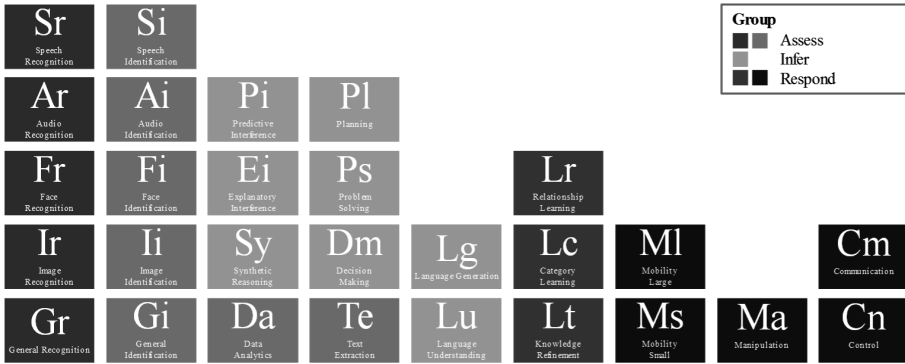 Sr
Speech
Recognition
Si
Speech
Identification
Group
Assess
Infer
Respond
Ar
Audio
Recognition
Ai
Audio
Identification
Pi
Predictive
Interference
Pl
Planning
Fr
Face
Recognition
Fi
Face
Identification
Ei
Explanatory
Interference
Ps
Problem
Solving
Lr
Relationship
Learning
Ir
Image
Recognition
Ii
Image
Identification
Sy
Synthetic
Reasoning
Dm
Decision
Making
Lg
Language Generation
Lc
Category
Learning
Ml
Mobility
Large
Cm
Communication
Gr
General Recognition
Gi
General
Identification
Da
Data
Analytics
Te
Text
Extraction
Lu
Language
Understanding
Lt
Knowledge
Refinement
Ms
Mobility
Small
Ma
Manipulation
Cn
Control